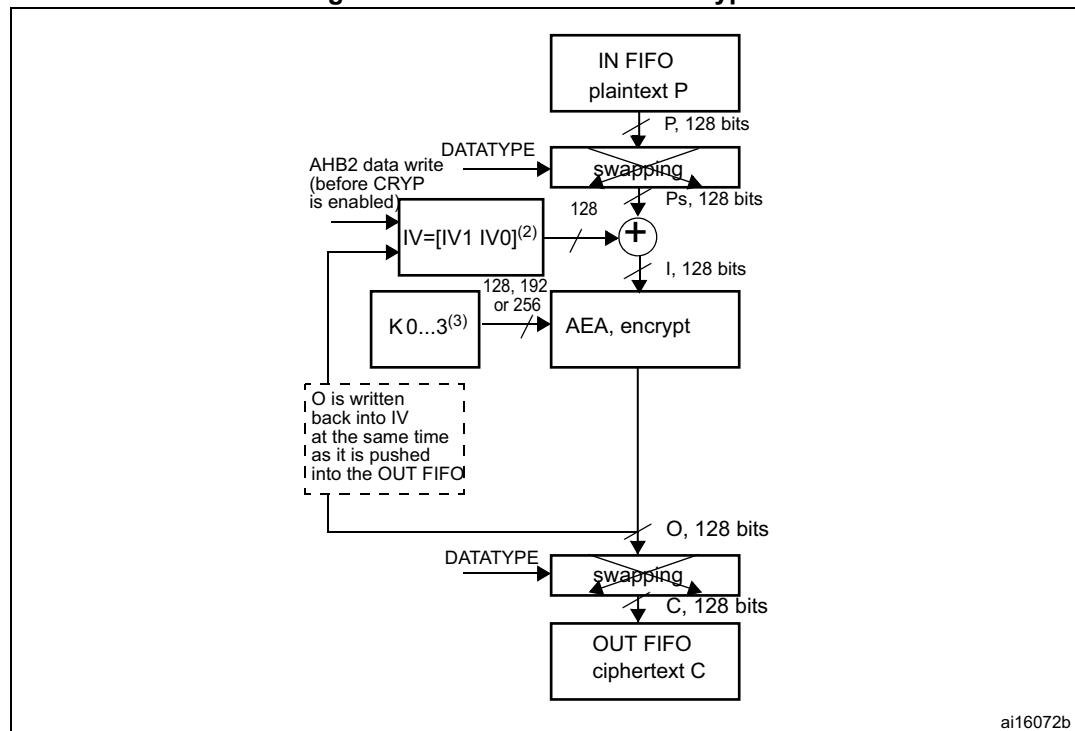 IN FIFO
plaintext P
P, 128 bits
DATATYPE
swapping
AHB2 data write
(before CRYP
is enabled)
Ps, 128 bits
128
IV=[IV1 IV0](2)
+
I, 128 bits
128, 192
or 256
K 0...3(3)
AEA, encrypt
O is written
back into IV
at the same time
as it is pushed
into the OUT FIFO
O, 128 bits
DATATYPE
swapping
C, 128 bits
OUT FIFO
ciphertext C
ai16072b